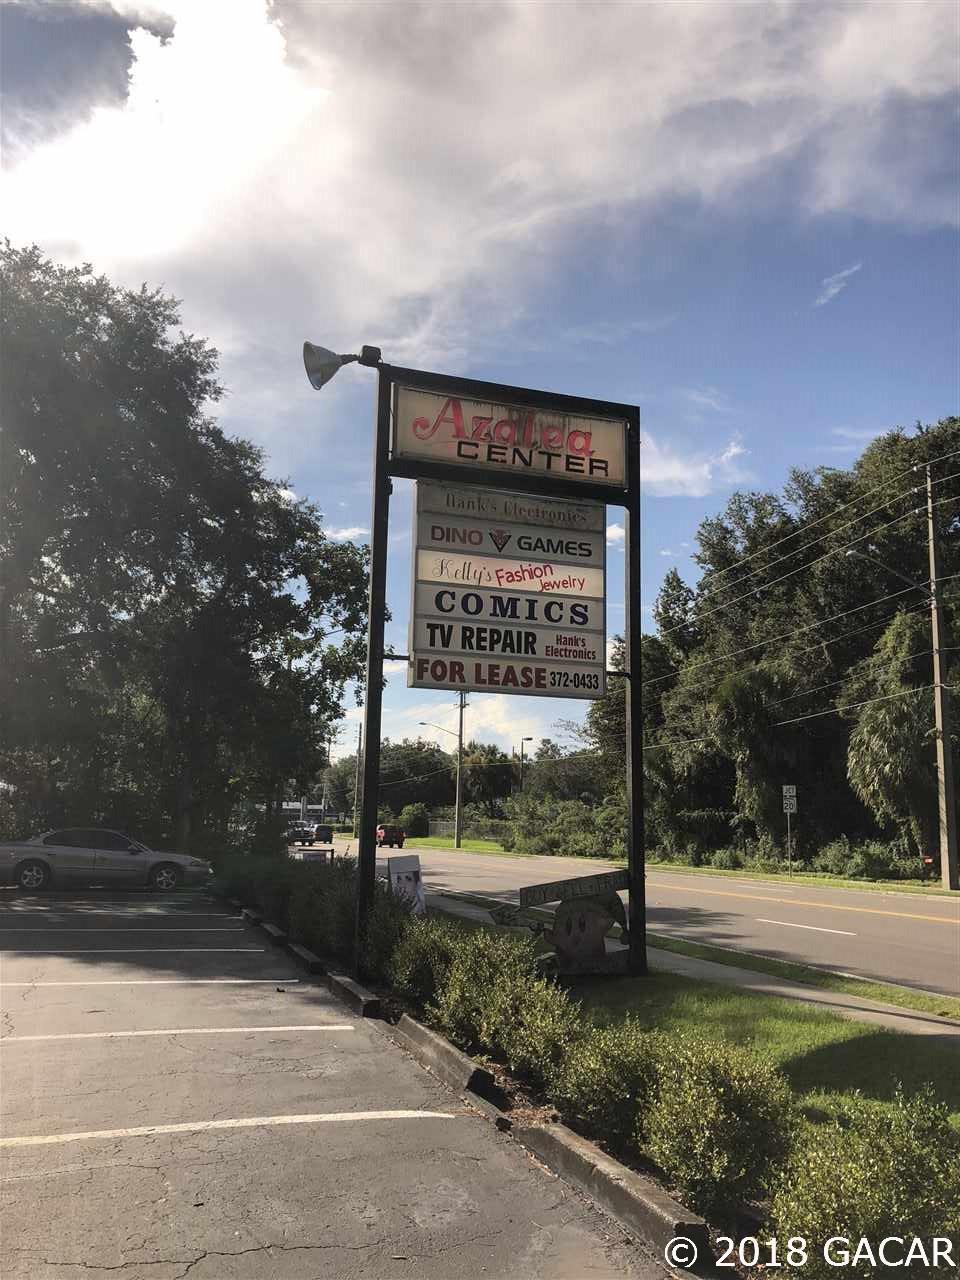 Azalea
CENTER
Hank's Electronics
DINO GAMES
Kelly's Fashion
Jewelry
COMICS
TV REPAIR Hank's
Electronics
FOR LEASE 372-0433
20
© 2018 GACAR